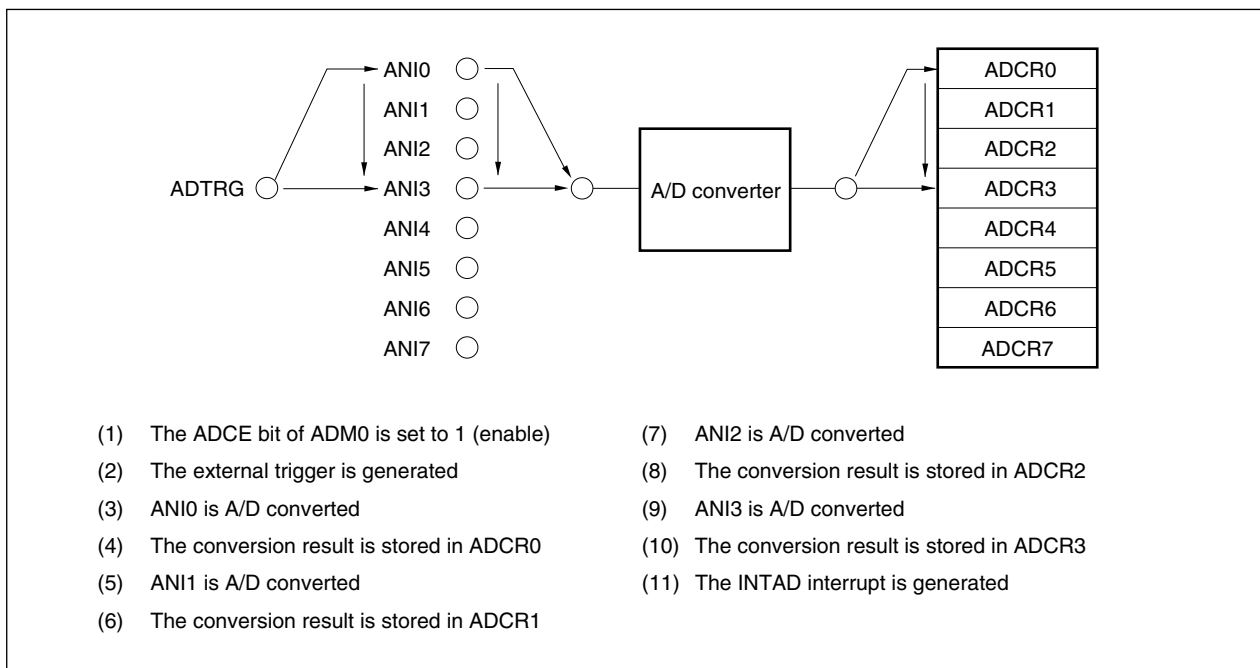 ANI0
ANI1
ANI2
ADTRG
ANI3
ANI4
ANI5
ANI6
ANI7
A/D converter
ADCR0
ADCR1
ADCR2
ADCR3
ADCR4
ADCR5
ADCR6
ADCR7
(1) The ADCE bit of ADM0 is set to 1 (enable)
(2) The external trigger is generated
(3) ANI0 is A/D converted
(4) The conversion result is stored in ADCR0
(5) ANI1 is A/D converted
(6) The conversion result is stored in ADCR1
(7) ANI2 is A/D converted
(8) The conversion result is stored in ADCR2
(9) ANI3 is A/D converted
(10) The conversion result is stored in ADCR3
(11) The INTAD interrupt is generated